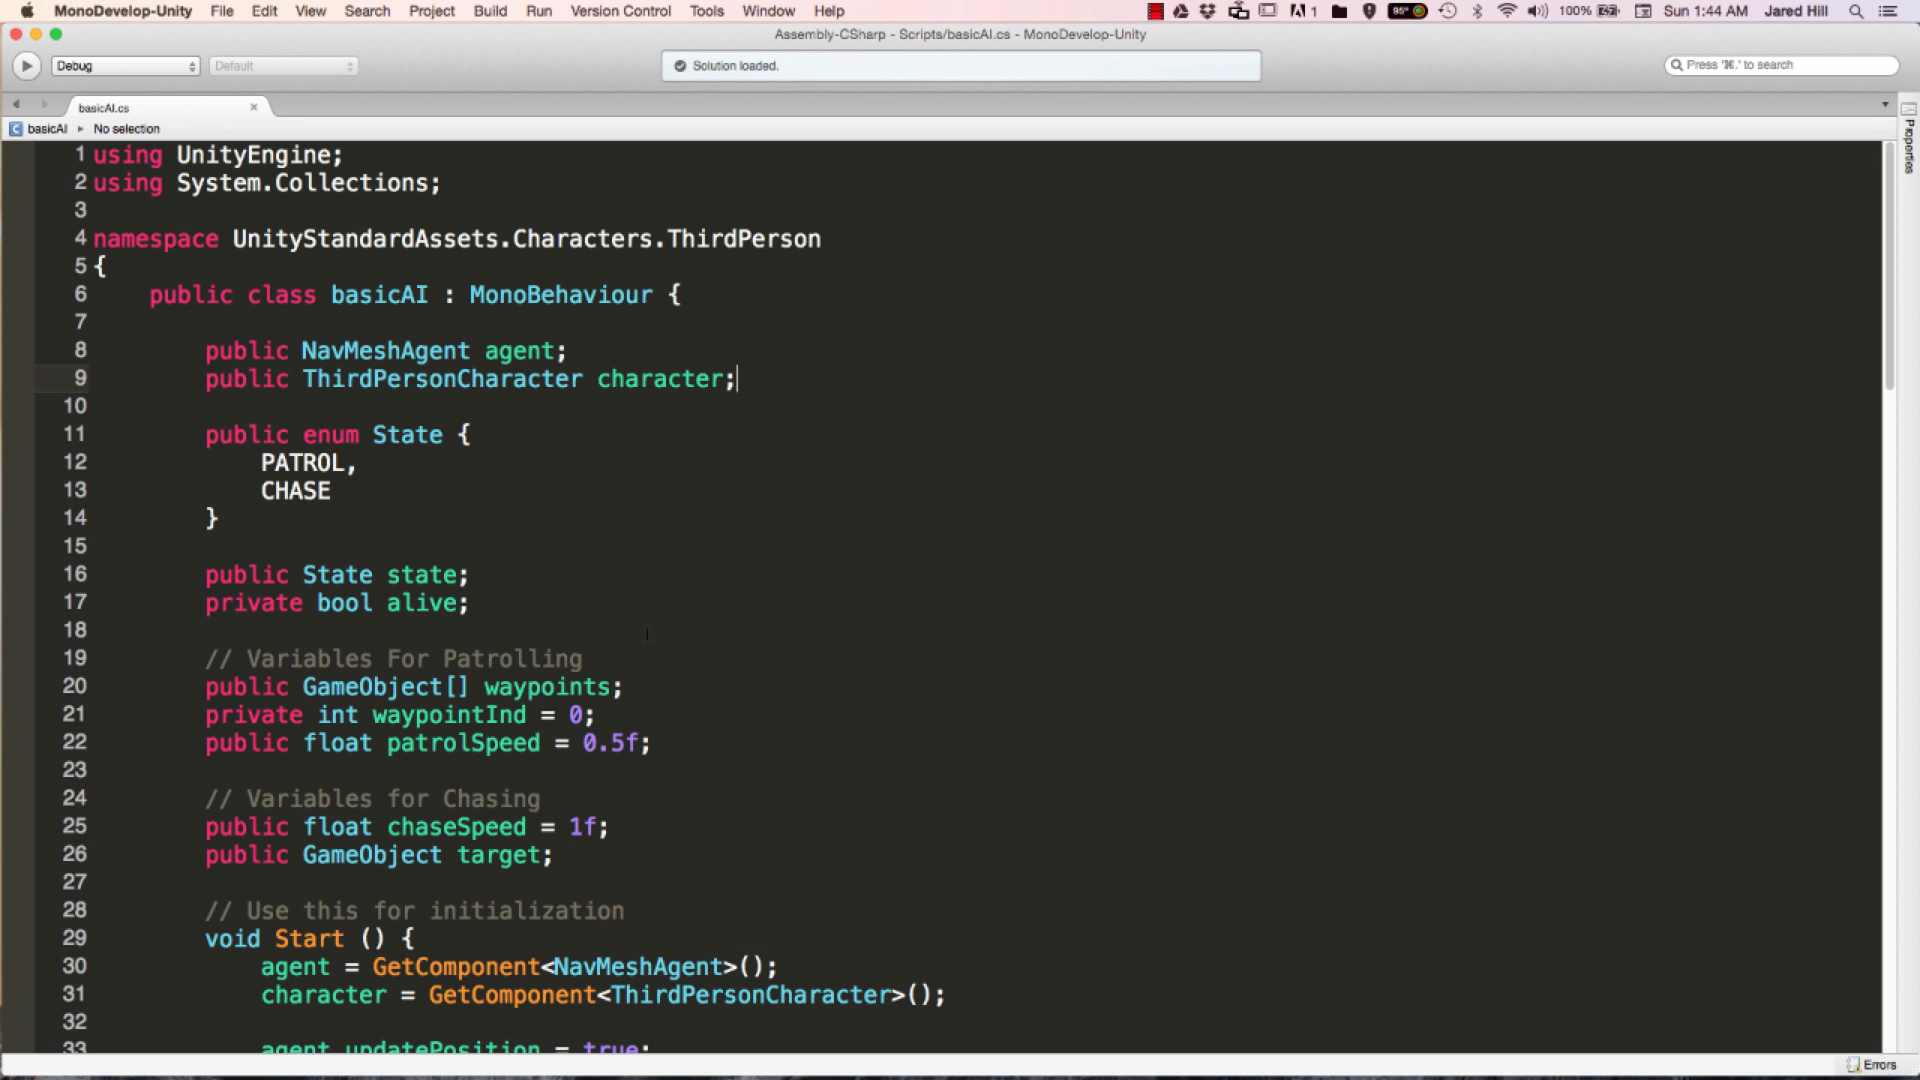 MonoDevelop-Unity File Edit View Search Project Build Run Version Control Tools Window Help 1 95° 100% Sun 1:44 AM Jared Hill
Assembly-CSharp - Scripts/basicAI.cs - MonoDevelop-Unity
Debug Default Solution loaded. Press '⌘.' to search
basicAI.cs
basicAI No selection
Properties
1 using UnityEngine;
2 using System.Collections;
3
4 namespace UnityStandardAssets.Characters.ThirdPerson
5 {
6 public class basicAI : MonoBehaviour {
7
8 public NavMeshAgent agent;
9 public ThirdPersonCharacter character;
10
11 public enum State {
12 PATROL,
13 CHASE
14 }
15
16 public State state;
17 private bool alive;
18
19 // Variables For Patrolling
20 public GameObject[] waypoints;
21 private int waypointInd = 0;
22 public float patrolSpeed = 0.5f;
23
24 // Variables for Chasing
25 public float chaseSpeed = 1f;
26 public GameObject target;
27
28 // Use this for initialization
29 void Start () {
30 agent = GetComponent<NavMeshAgent>();
31 character = GetComponent<ThirdPersonCharacter>();
32
33 agent.updatePosition = true;
Errors